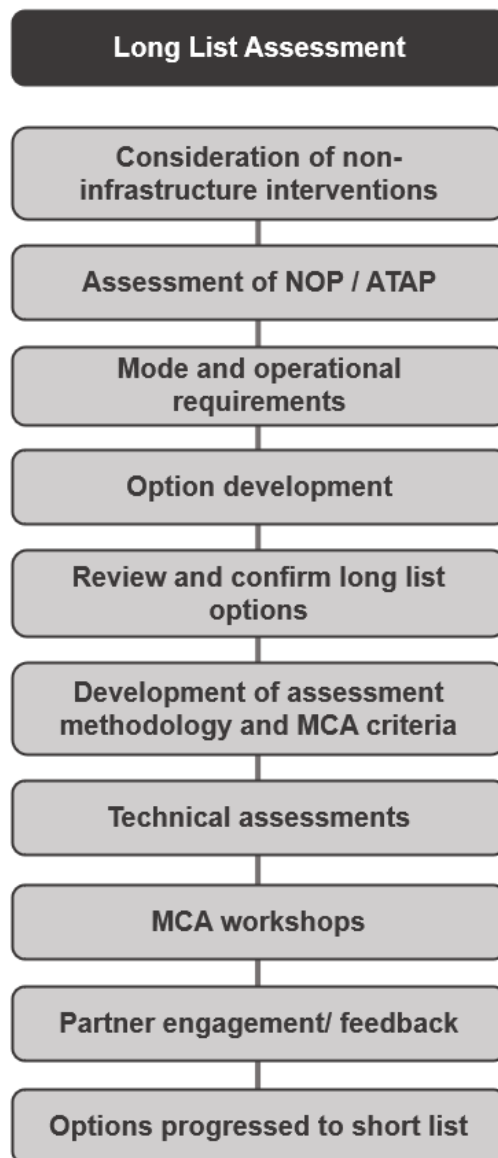 Long List Assessment
Consideration of non-
infrastructure interventions
Assessment of NOP / ATAP
Mode and operational
requirements
Option development
Review and confirm long list
options
Development of assessment
methodology and MCA criteria
Technical assessments
MCA workshops
Partner engagement/ feedback
Options progressed to short list